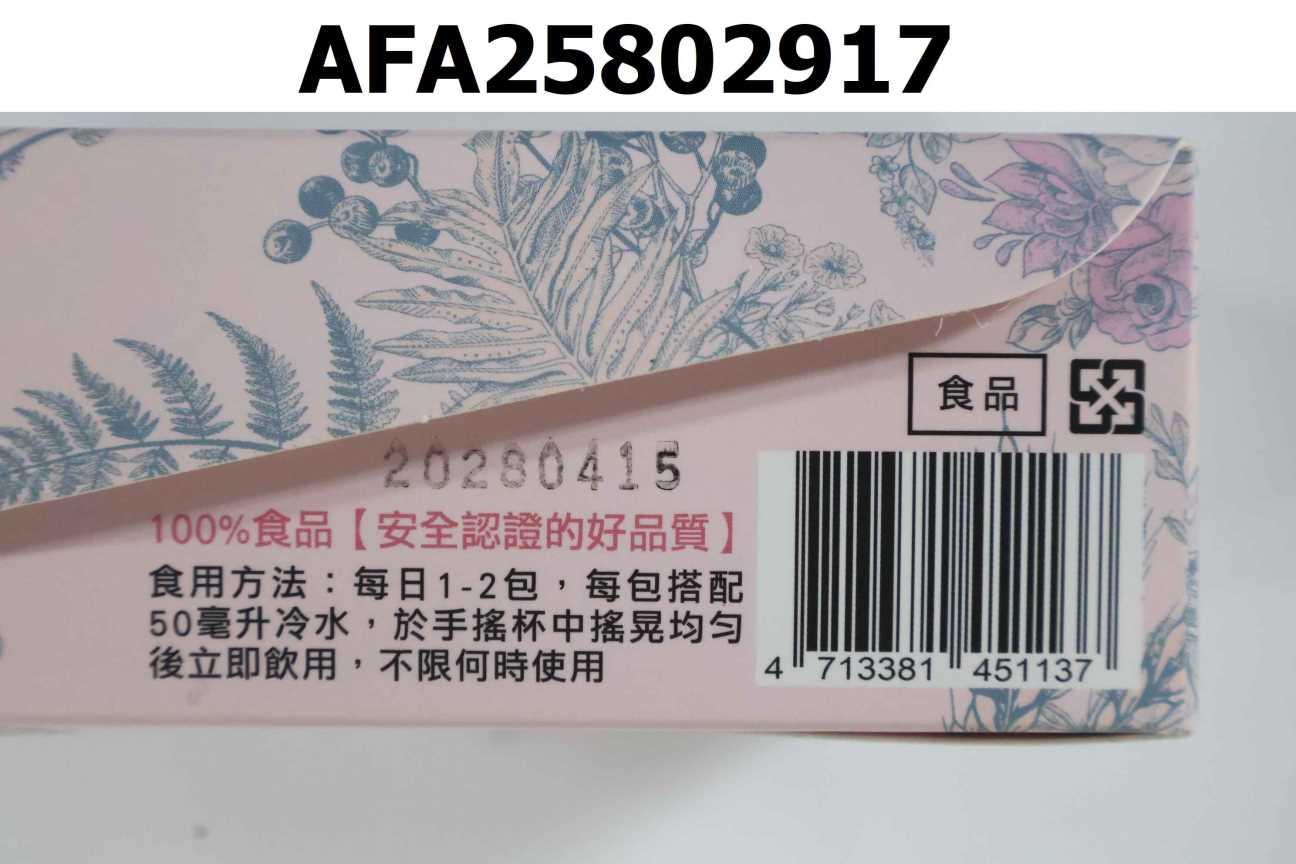 AFA25802917
食品
20280415
100%食品【安全認證的好品質】
食用方法：每日1-2包，每包搭配
50毫升冷水，於手搖杯中搖晃均勻
後立即飲用，不限何時使用
4 713381 451137